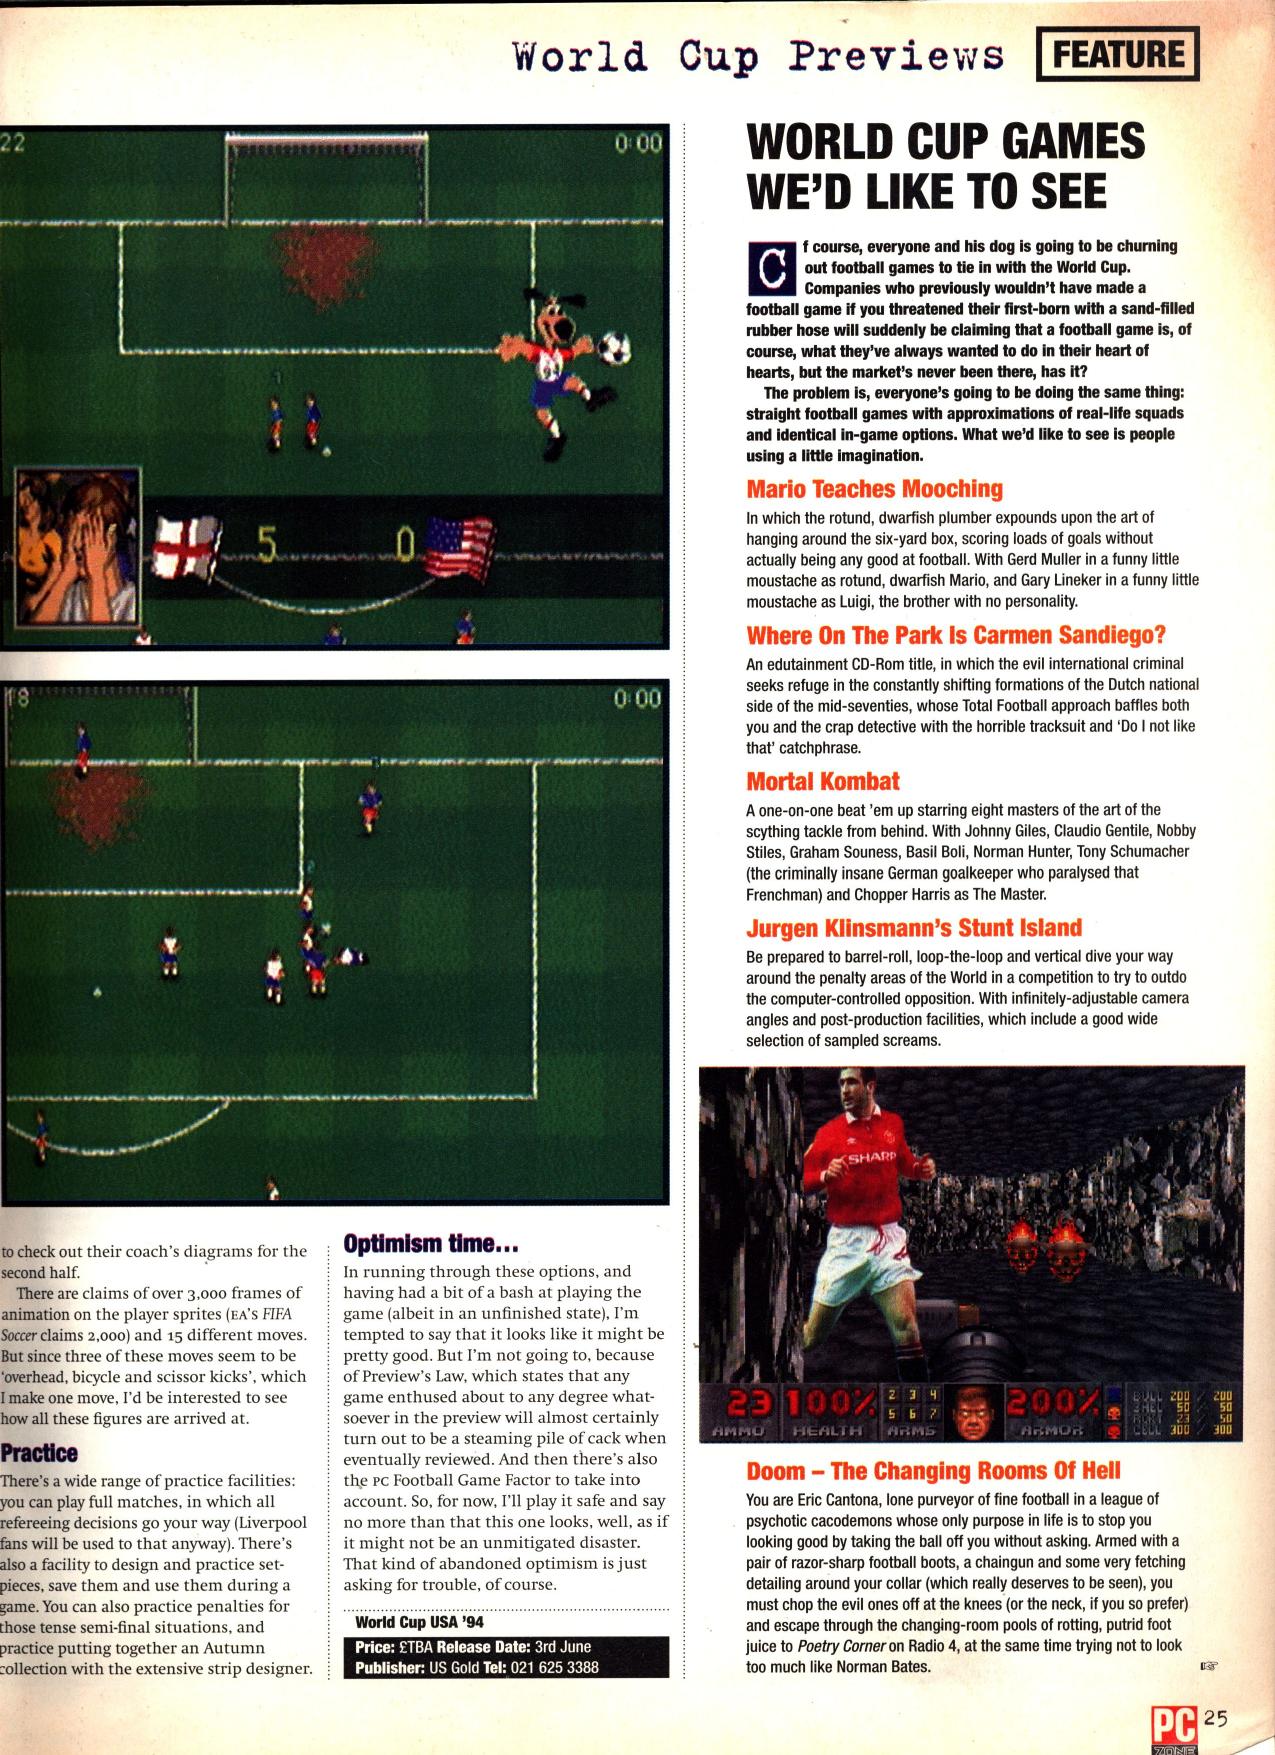 World Cup Previews FEATURE
22
0:00
5 0
18
0:00
to check out their coach's diagrams for the
second half.
There are claims of over 3,000 frames of
animation on the player sprites (EA's FIFA
Soccer claims 2,000) and 15 different moves.
But since three of these moves seem to be
'overhead, bicycle and scissor kicks', which
I make one move, I'd be interested to see
how all these figures are arrived at.
Practice
There's a wide range of practice facilities:
you can play full matches, in which all
refereeing decisions go your way (Liverpool
fans will be used to that anyway). There's
also a facility to design and practice set-
pieces, save them and use them during a
game. You can also practice penalties for
those tense semi-final situations, and
practice putting together an Autumn
collection with the extensive strip designer.
Optimism time...
In running through these options, and
having had a bit of a bash at playing the
game (albeit in an unfinished state), I'm
tempted to say that it looks like it might be
pretty good. But I'm not going to, because
of Preview's Law, which states that any
game enthused about to any degree what-
soever in the preview will almost certainly
turn out to be a steaming pile of cack when
eventually reviewed. And then there's also
the PC Football Game Factor to take into
account. So, for now, I'll play it safe and say
no more than that this one looks, well, as if
it might not be an unmitigated disaster.
That kind of abandoned optimism is just
asking for trouble, of course.
World Cup USA '94
Price: £TBA Release Date: 3rd June
Publisher: US Gold Tel: 021 625 3388
WORLD CUP GAMES
WE'D LIKE TO SEE
C f course, everyone and his dog is going to be churning
out football games to tie in with the World Cup.
Companies who previously wouldn't have made a
football game if you threatened their first-born with a sand-filled
rubber hose will suddenly be claiming that a football game is, of
course, what they've always wanted to do in their heart of
hearts, but the market's never been there, has it?
The problem is, everyone's going to be doing the same thing:
straight football games with approximations of real-life squads
and identical in-game options. What we'd like to see is people
using a little imagination.
Mario Teaches Mooching
In which the rotund, dwarfish plumber expounds upon the art of
hanging around the six-yard box, scoring loads of goals without
actually being any good at football. With Gerd Muller in a funny little
moustache as rotund, dwarfish Mario, and Gary Lineker in a funny little
moustache as Luigi, the brother with no personality.
Where On The Park Is Carmen Sandiego?
An edutainment CD-Rom title, in which the evil international criminal
seeks refuge in the constantly shifting formations of the Dutch national
side of the mid-seventies, whose Total Football approach baffles both
you and the crap detective with the horrible tracksuit and 'Do I not like
that' catchphrase.
Mortal Kombat
A one-on-one beat 'em up starring eight masters of the art of the
scything tackle from behind. With Johnny Giles, Claudio Gentile, Nobby
Stiles, Graham Souness, Basil Boli, Norman Hunter, Tony Schumacher
(the criminally insane German goalkeeper who paralysed that
Frenchman) and Chopper Harris as The Master.
Jurgen Klinsmann's Stunt Island
Be prepared to barrel-roll, loop-the-loop and vertical dive your way
around the penalty areas of the World in a competition to try to outdo
the computer-controlled opposition. With infinitely-adjustable camera
angles and post-production facilities, which include a good wide
selection of sampled screams.
SHARP
23 100% 2 3 4 200% BULL 200 / 200
5 6 7 SHEL 50 / 50
RCKT 23 / 50
AMMO HEALTH ARMS ARMOR CELL 300 / 300
Doom – The Changing Rooms Of Hell
You are Eric Cantona, lone purveyor of fine football in a league of
psychotic cacodemons whose only purpose in life is to stop you
looking good by taking the ball off you without asking. Armed with a
pair of razor-sharp football boots, a chaingun and some very fetching
detailing around your collar (which really deserves to be seen), you
must chop the evil ones off at the knees (or the neck, if you so prefer)
and escape through the changing-room pools of rotting, putrid foot
juice to Poetry Corner on Radio 4, at the same time trying not to look
too much like Norman Bates.
PC ZONE 25